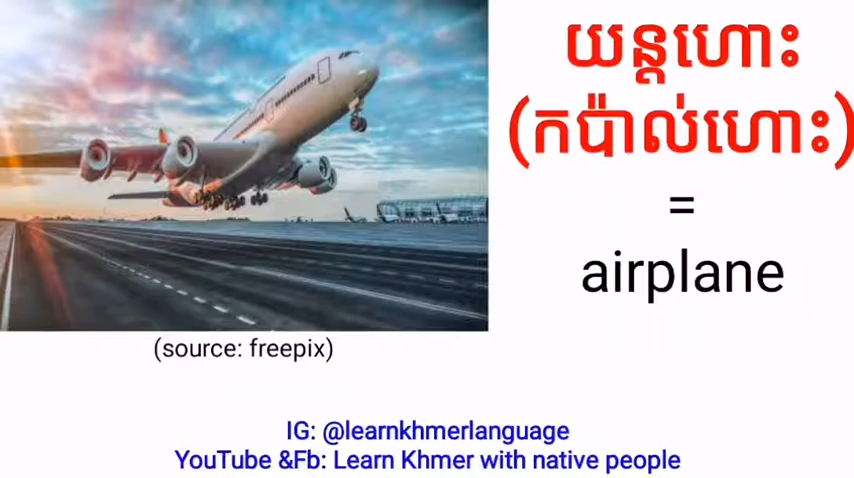 យន្តហោះ
(កប៉ាល់ហោះ)
=
airplane
(source: freepix)
IG: @learnkhmerlanguage
YouTube &Fb: Learn Khmer with native people